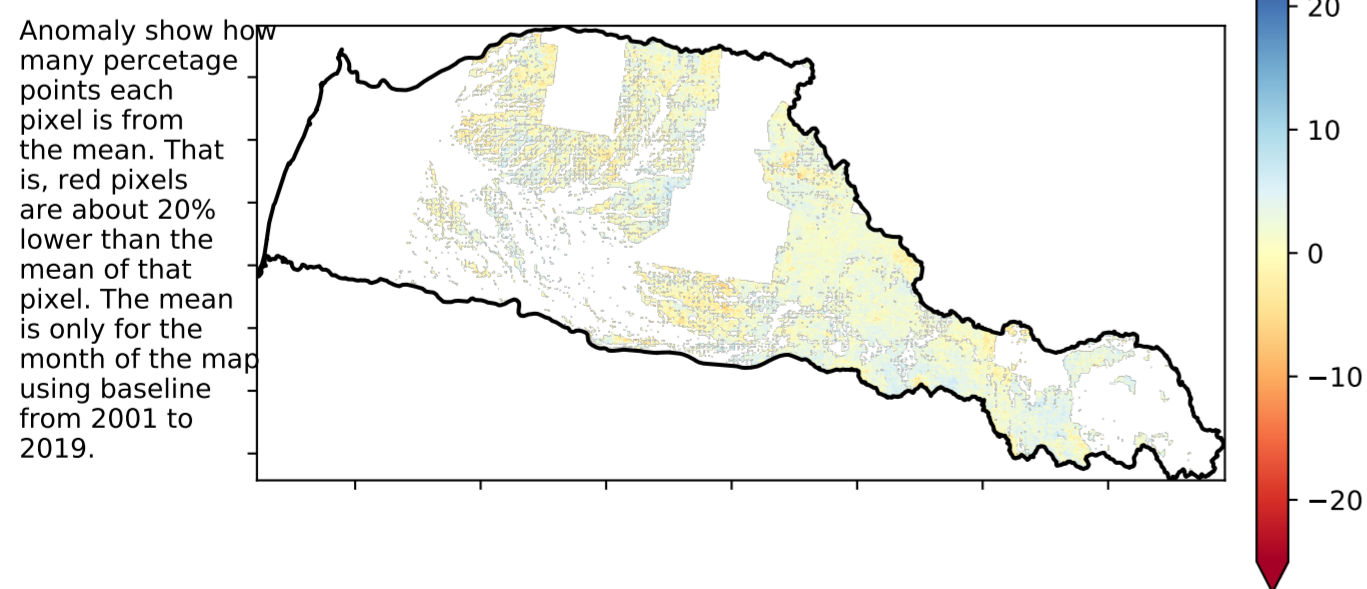 Anomaly show how
many percetage
points each
pixel is from
the mean. That
is, red pixels
are about 20%
lower than the
mean of that
pixel. The mean
is only for the
month of the map
using baseline
from 2001 to
2019.
20
10
0
−10
−20